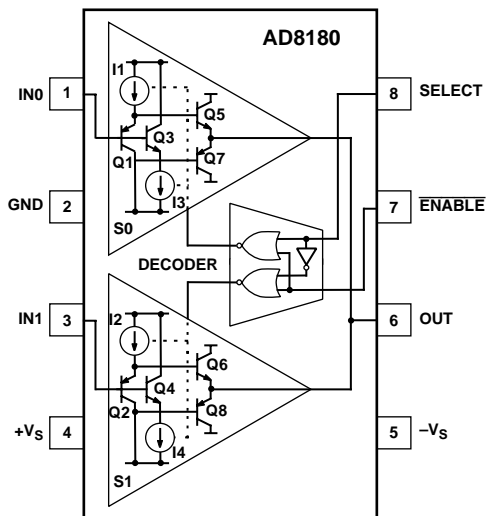 AD8180
I1
IN0
1
8
SELECT
Q5
Q3
Q1
Q7
GND
2
I3
7
ENABLE
S0
DECODER
IN1
3
I2
6
OUT
Q6
Q4
Q2
Q8
+VS
4
I4
5
–VS
S1